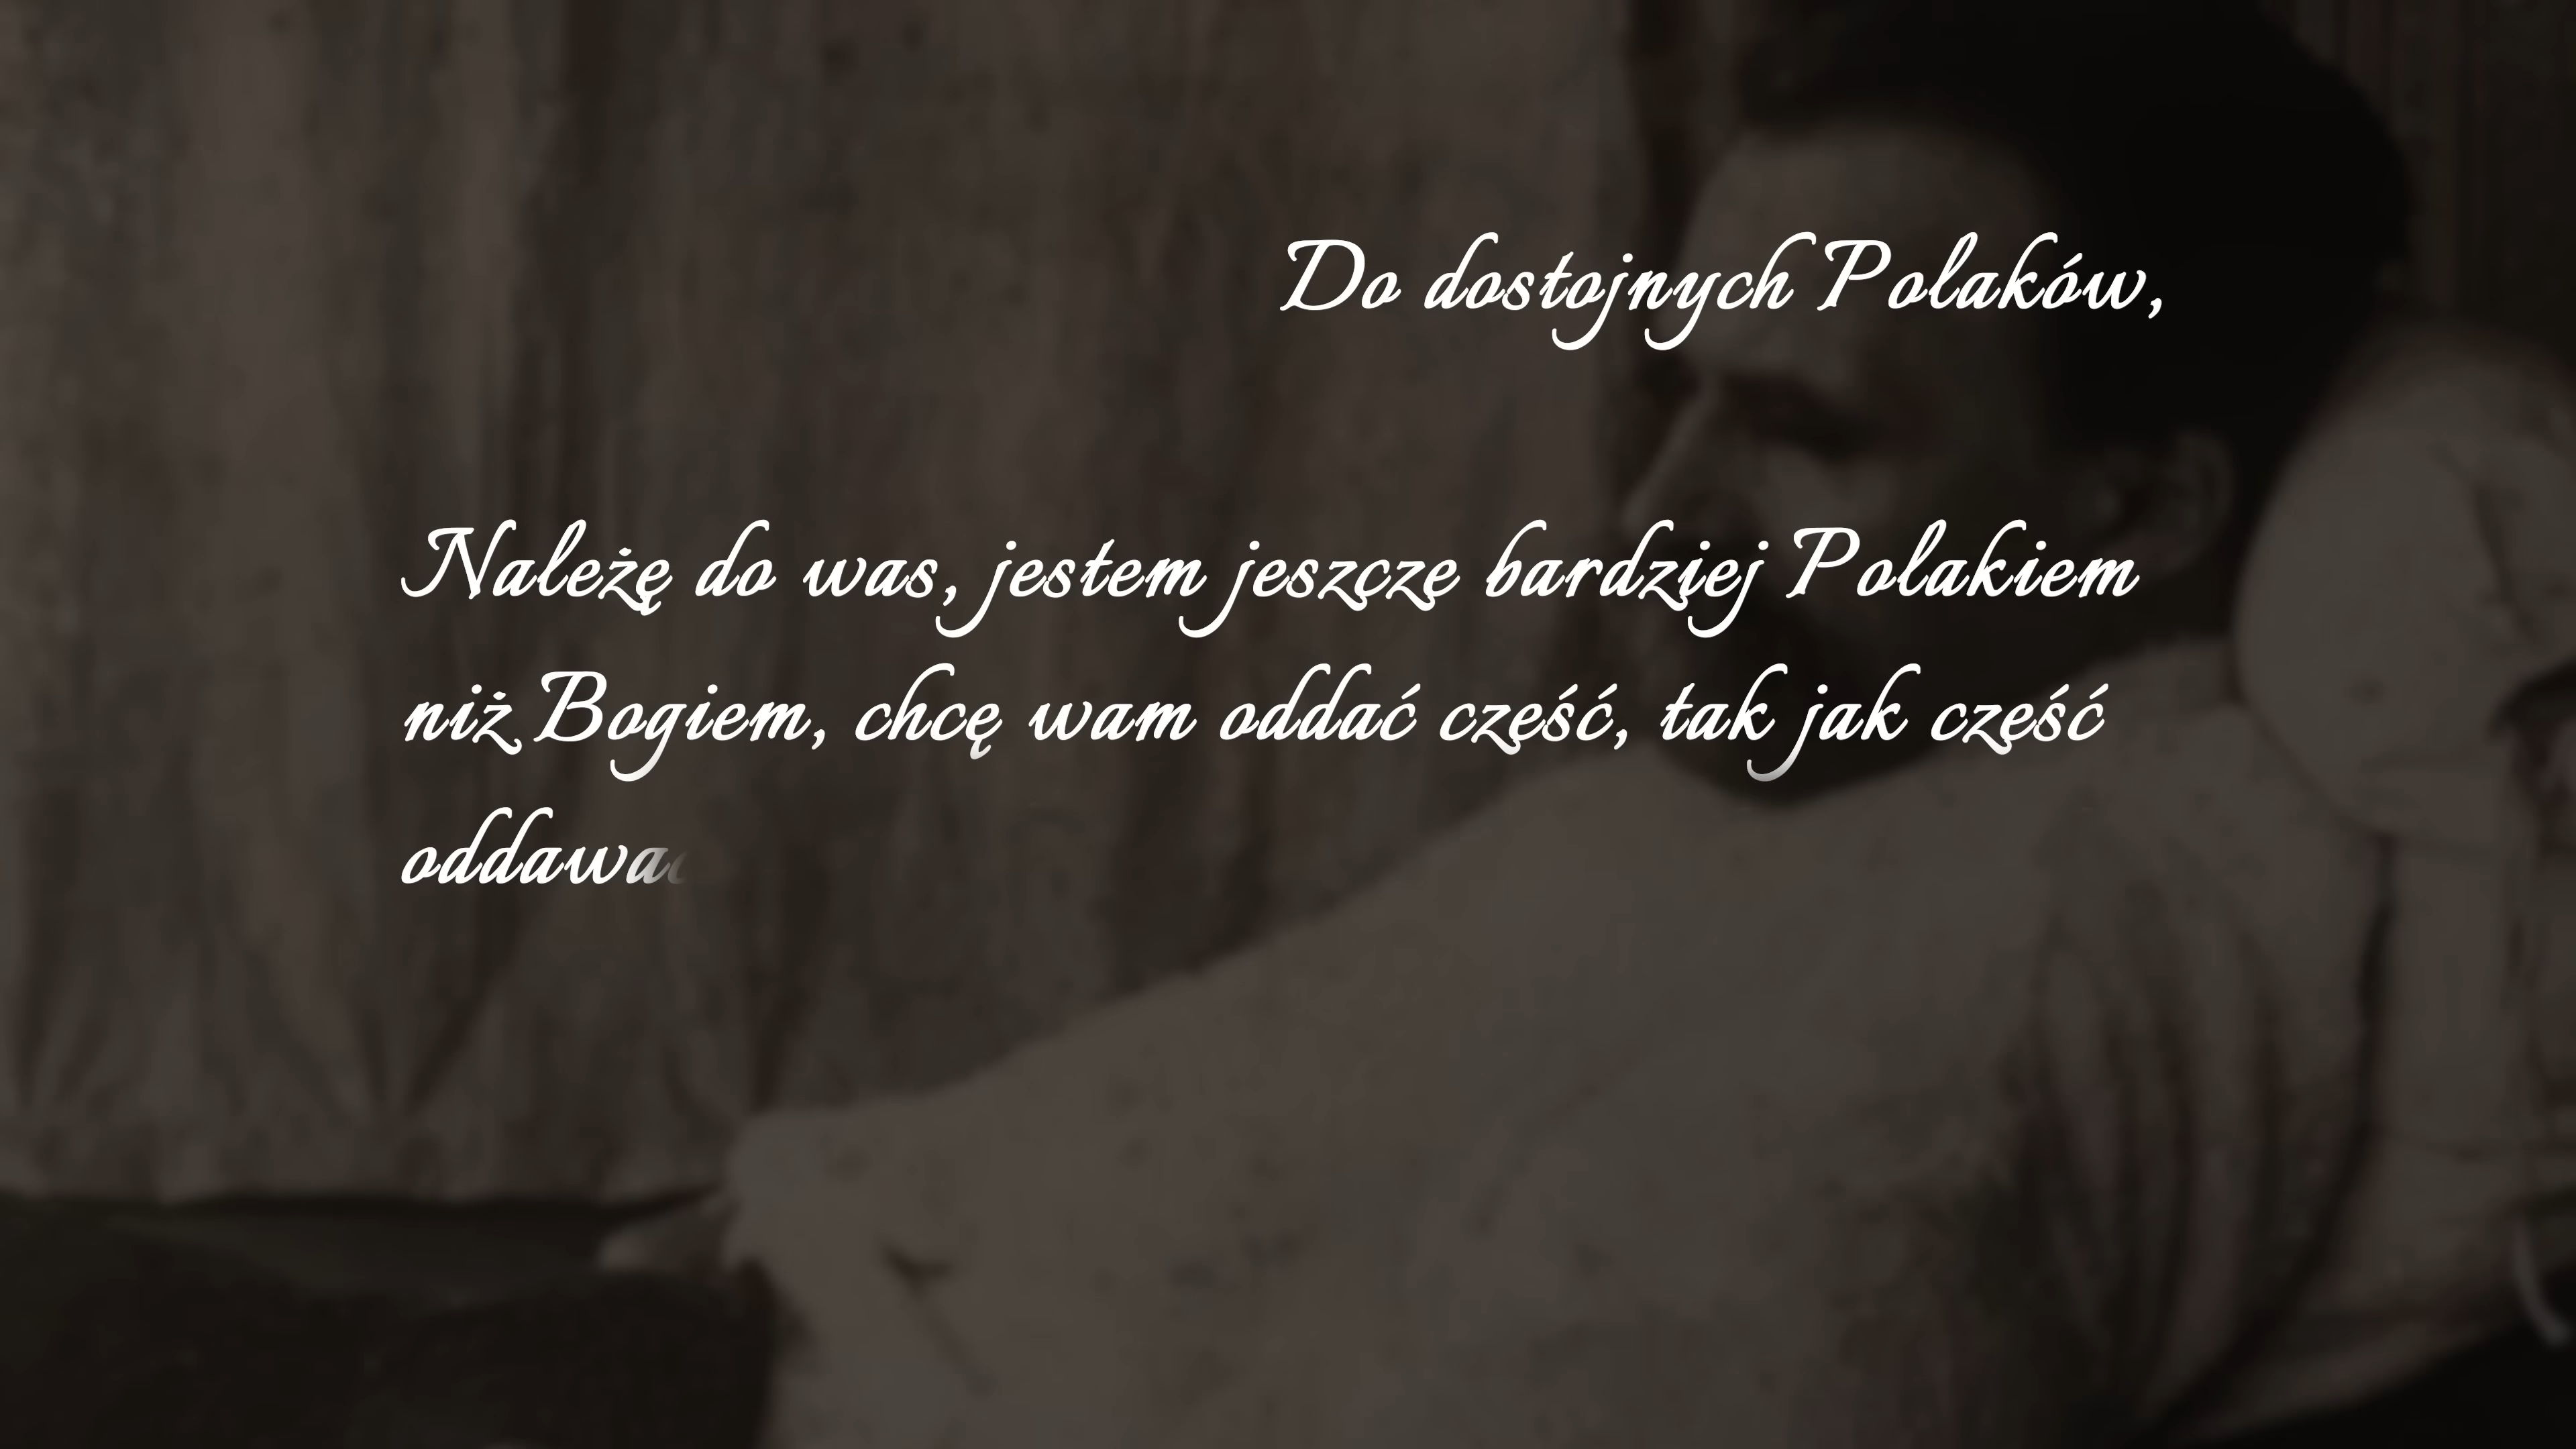 Do dostojnych Polaków,
Należę do was, jestem jeszcze bardziej Polakiem
niż Bogiem, chcę wam oddać cześć, tak jak cześć